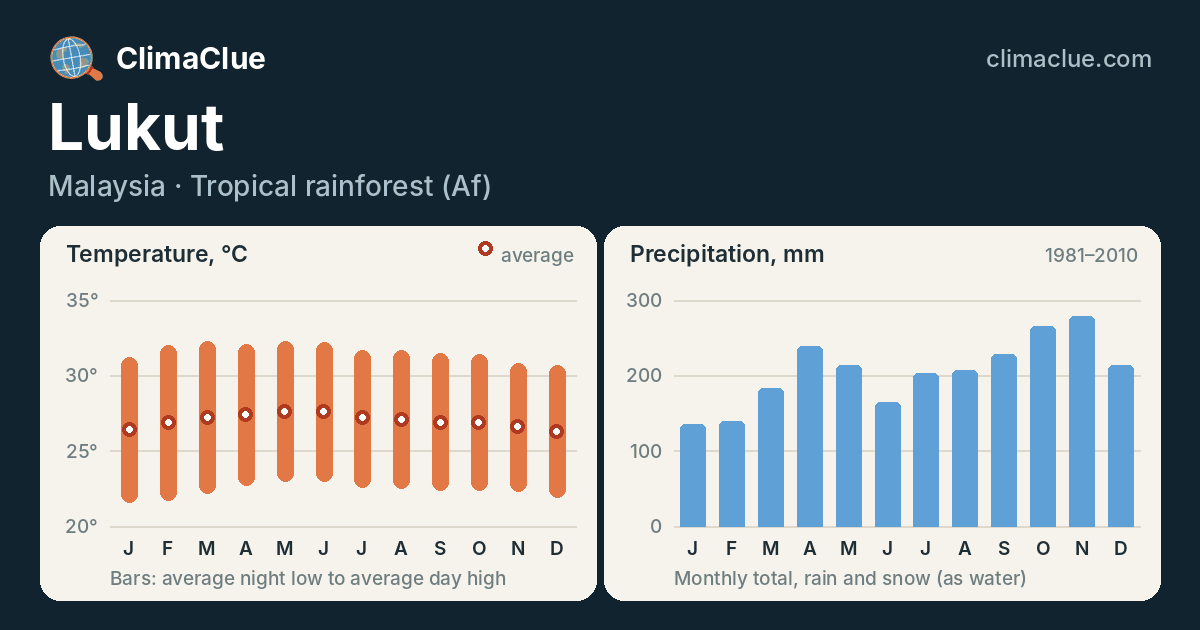 ClimaClue
climaclue.com
Lukut
Malaysia · Tropical rainforest (Af)
Temperature, °C
average
35°
30°
25°
20°
J F M A M J J A S O N D
Bars: average night low to average day high
Precipitation, mm
1981–2010
300
200
100
0
J F M A M J J A S O N D
Monthly total, rain and snow (as water)